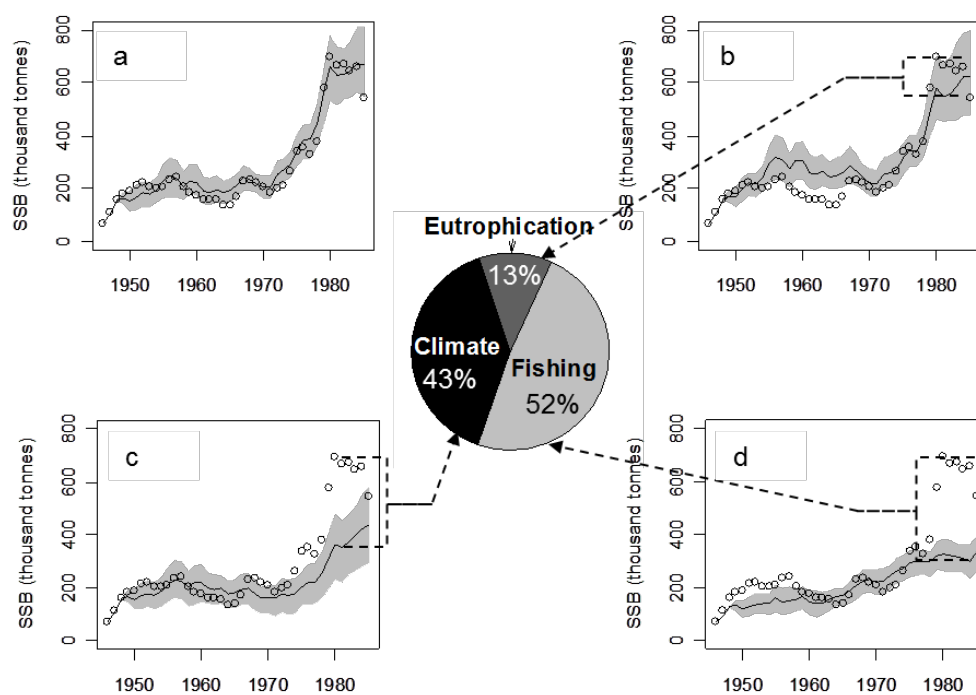 a
SSB (thousand tonnes)
0 200 400 600 800
1950 1960 1970 1980
b
SSB (thousand tonnes)
0 200 400 600 800
1950 1960 1970 1980
Eutrophication
13%
Climate
43%
Fishing
52%
c
SSB (thousand tonnes)
0 200 400 600 800
1950 1960 1970 1980
d
SSB (thousand tonnes)
0 200 400 600 800
1950 1960 1970 1980